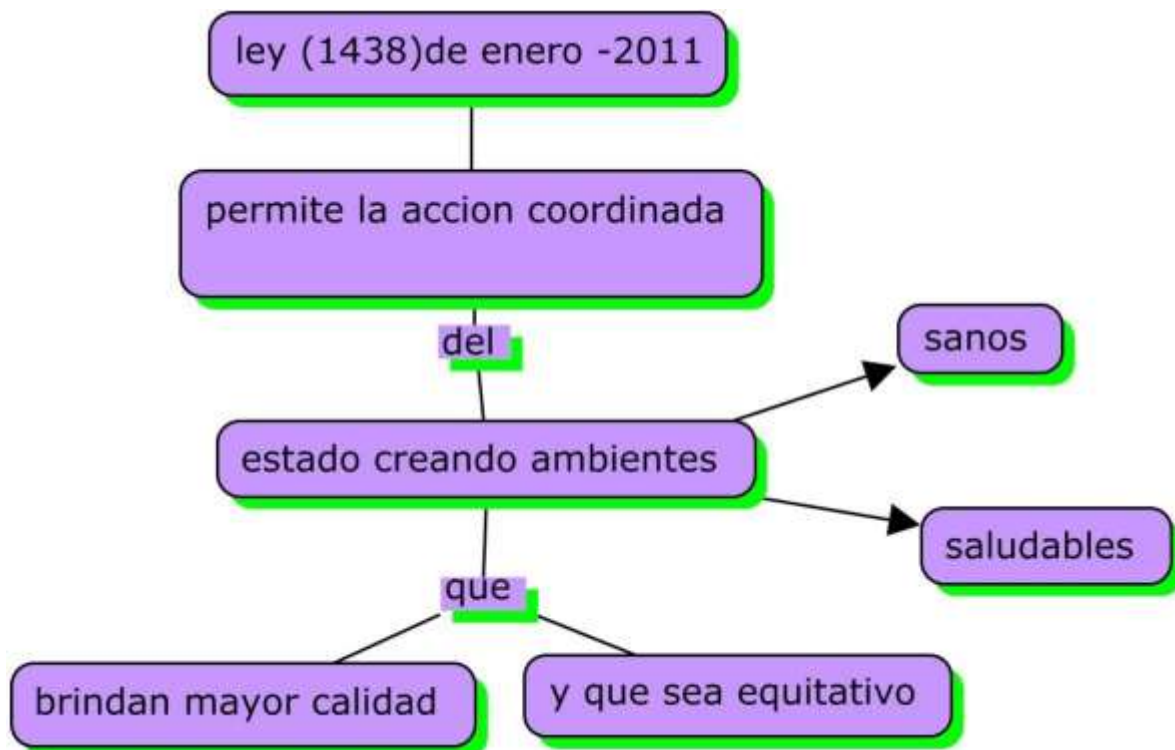 ley (1438)de enero -2011
permite la accion coordinada
del
sanos
estado creando ambientes
saludables
que
brindan mayor calidad
y que sea equitativo